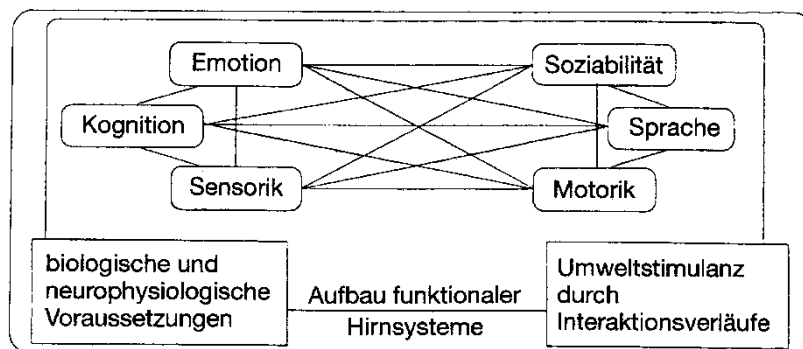 Emotion
Soziabilität
Kognition
Sprache
Sensorik
Motorik
biologische und
neurophysiologische
Voraussetzungen
Aufbau funktionaler
Hirnsysteme
Umweltstimulanz
durch
Interaktionsverläufe